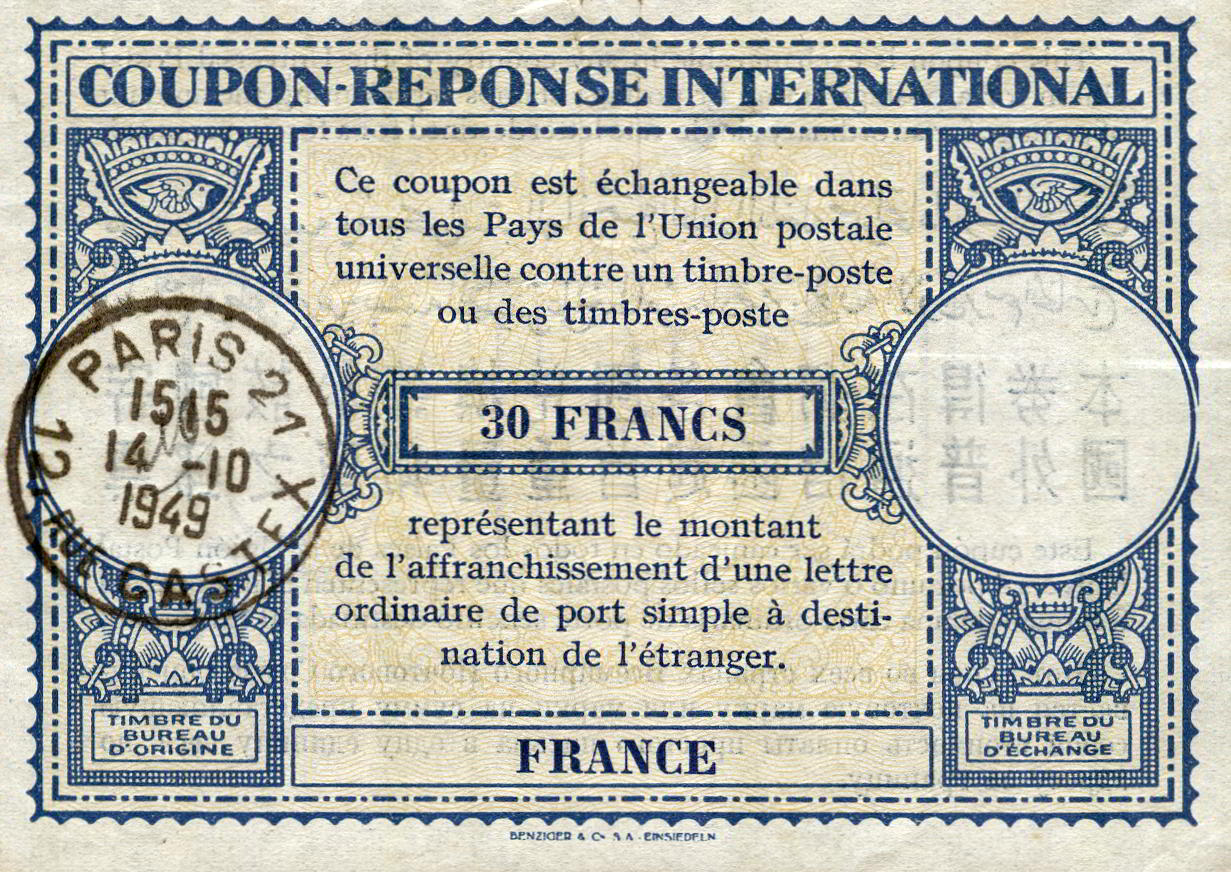 COUPON-REPONSE INTERNATIONAL
Ce coupon est échangeable dans
tous les Pays de l'Union postale
universelle contre un timbre-poste
ou des timbres-poste
30 FRANCS
représentant le montant
de l'affranchissement d'une lettre
ordinaire de port simple à desti-
nation de l'étranger.
PARIS 21
1515
14 -10
1949
12, RUE CASTEX
TIMBRE DU
BUREAU
D'ORIGINE
FRANCE
TIMBRE DU
BUREAU
D'ÉCHANGE
BENZIGER & Co S.A. EINSIEDELN